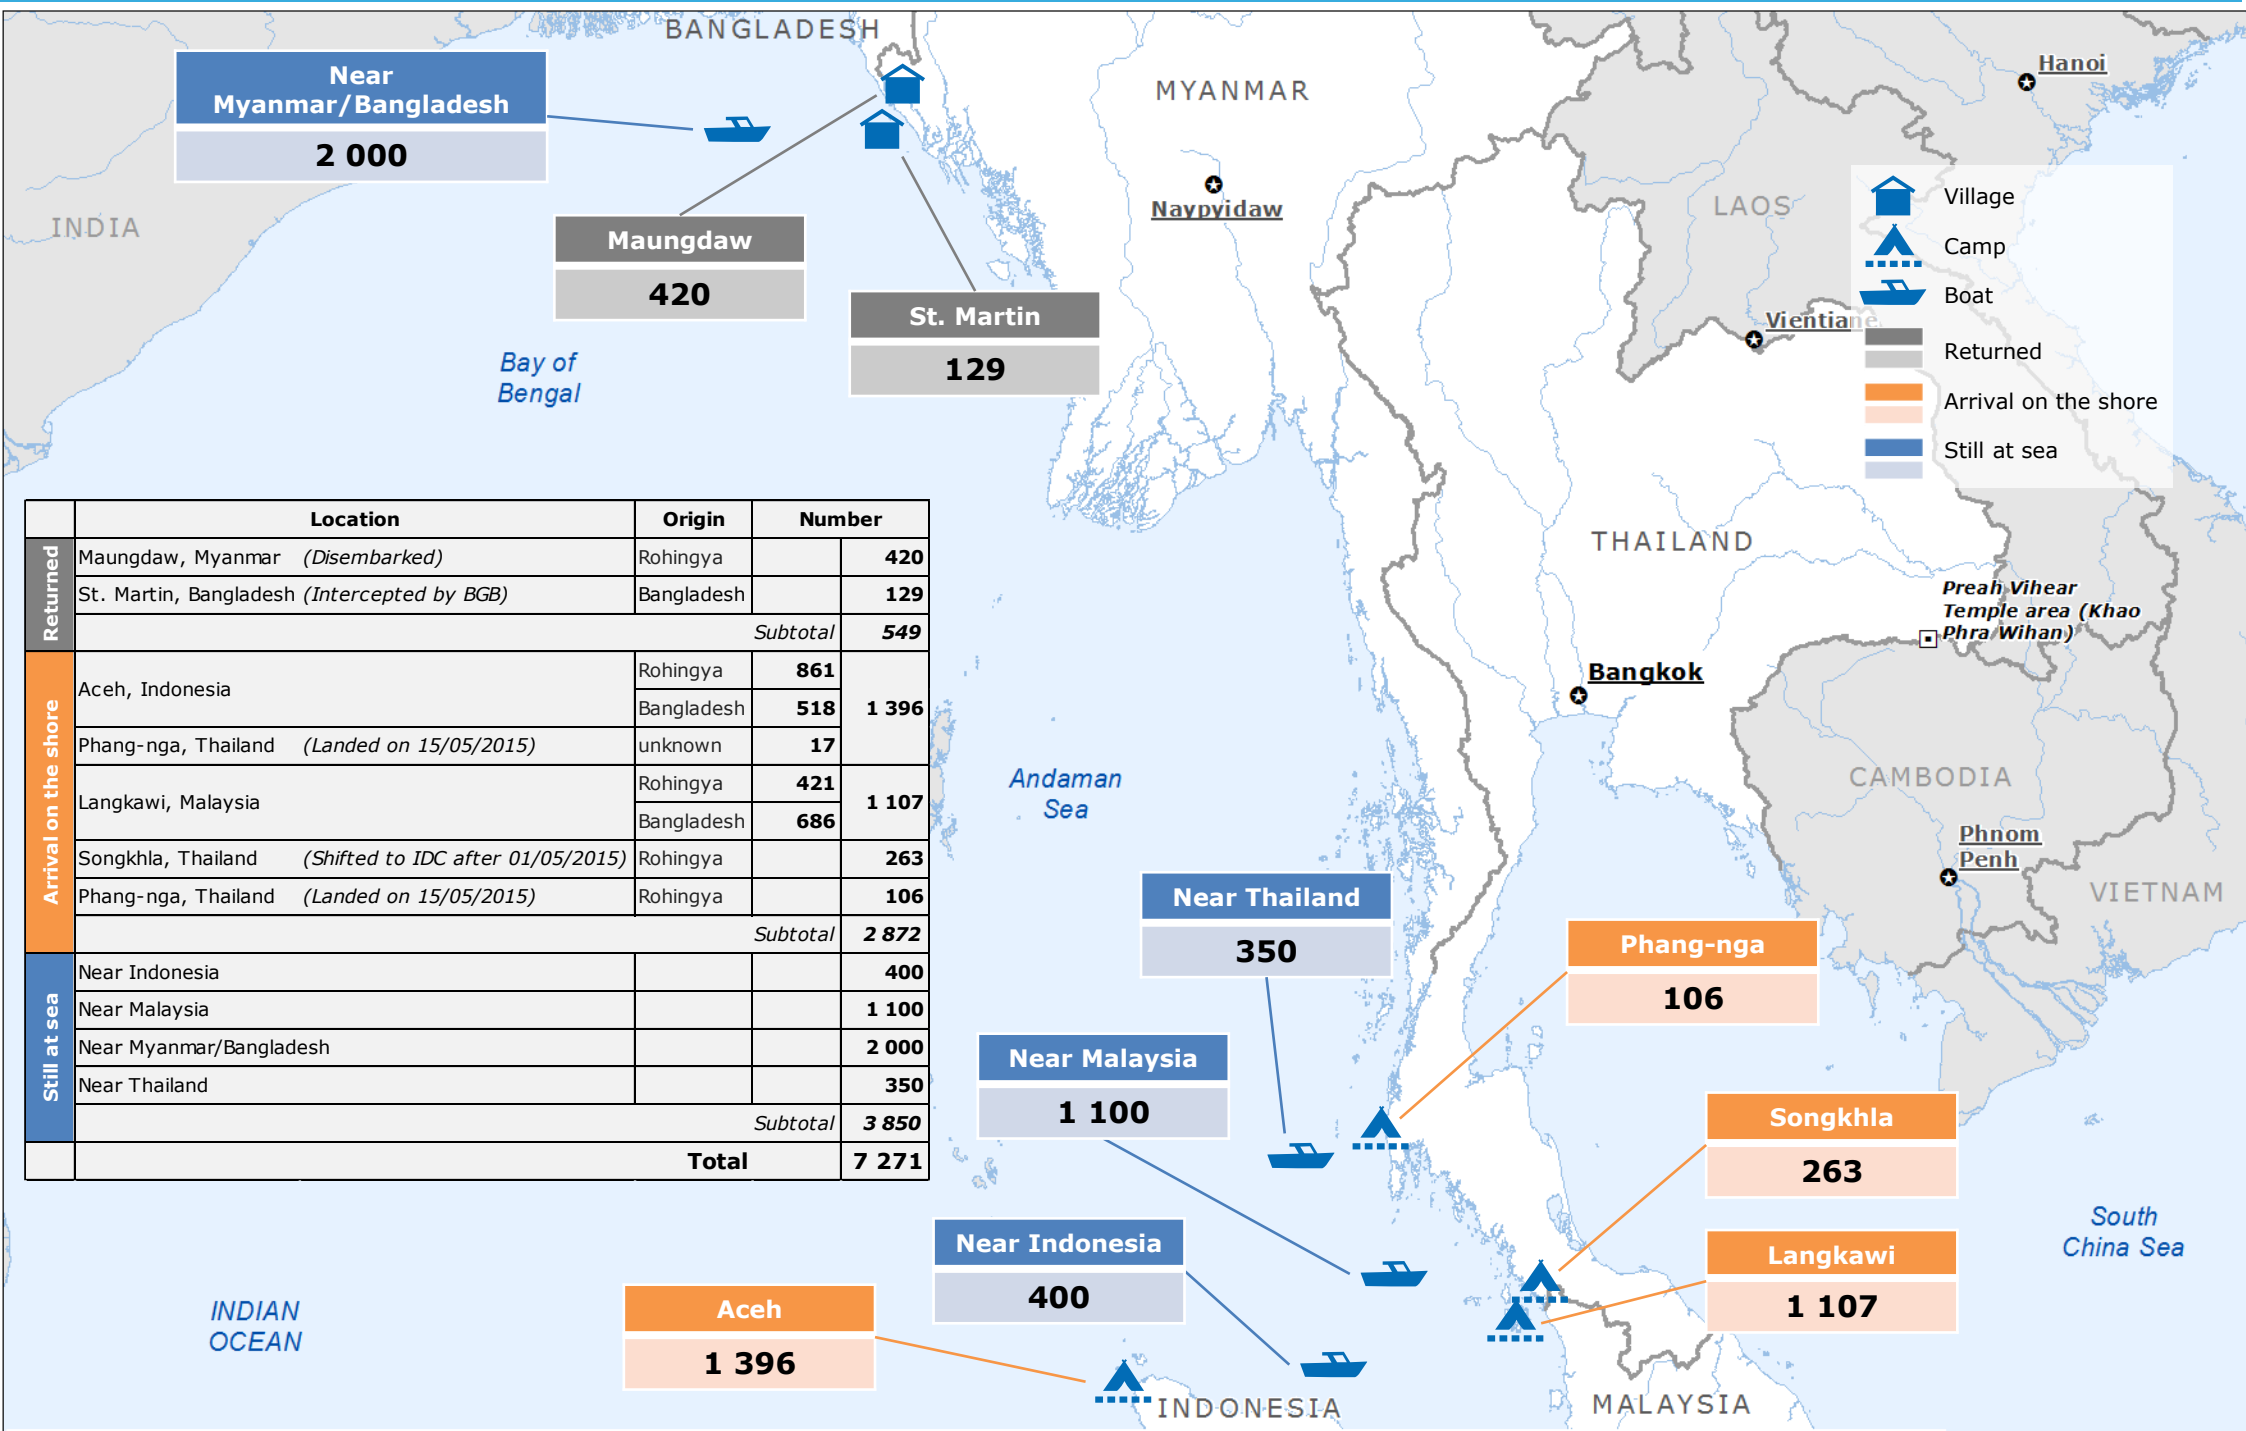 BANGLADESH
Near
Myanmar/Bangladesh
2 000
MYANMAR
Hanoi
INDIA
Naypyidaw
LAOS
Village
Camp
Boat
Returned
Arrival on the shore
Still at sea
Maungdaw
420
St. Martin
129
Vientiane
Bay of
Bengal
Location Origin Number
Returned
Maungdaw, Myanmar (Disembarked) Rohingya 420
St. Martin, Bangladesh (Intercepted by BGB) Bangladesh 129
Subtotal 549
Arrival on the shore
Aceh, Indonesia Rohingya 861 1 396
Bangladesh 518
Phang-nga, Thailand (Landed on 15/05/2015) unknown 17
Langkawi, Malaysia Rohingya 421 1 107
Bangladesh 686
Songkhla, Thailand (Shifted to IDC after 01/05/2015) Rohingya 263
Phang-nga, Thailand (Landed on 15/05/2015) Rohingya 106
Subtotal 2 872
Still at sea
Near Indonesia 400
Near Malaysia 1 100
Near Myanmar/Bangladesh 2 000
Near Thailand 350
Subtotal 3 850
Total 7 271
THAILAND
Preah Vihear
Temple area (Khao
Phra Wihan)
Bangkok
Andaman
Sea
CAMBODIA
Phnom
Penh
VIETNAM
Near Thailand
350
Phang-nga
106
Near Malaysia
1 100
Songkhla
263
Near Indonesia
400
Langkawi
1 107
South
China Sea
Aceh
1 396
INDIAN
OCEAN
INDONESIA
MALAYSIA